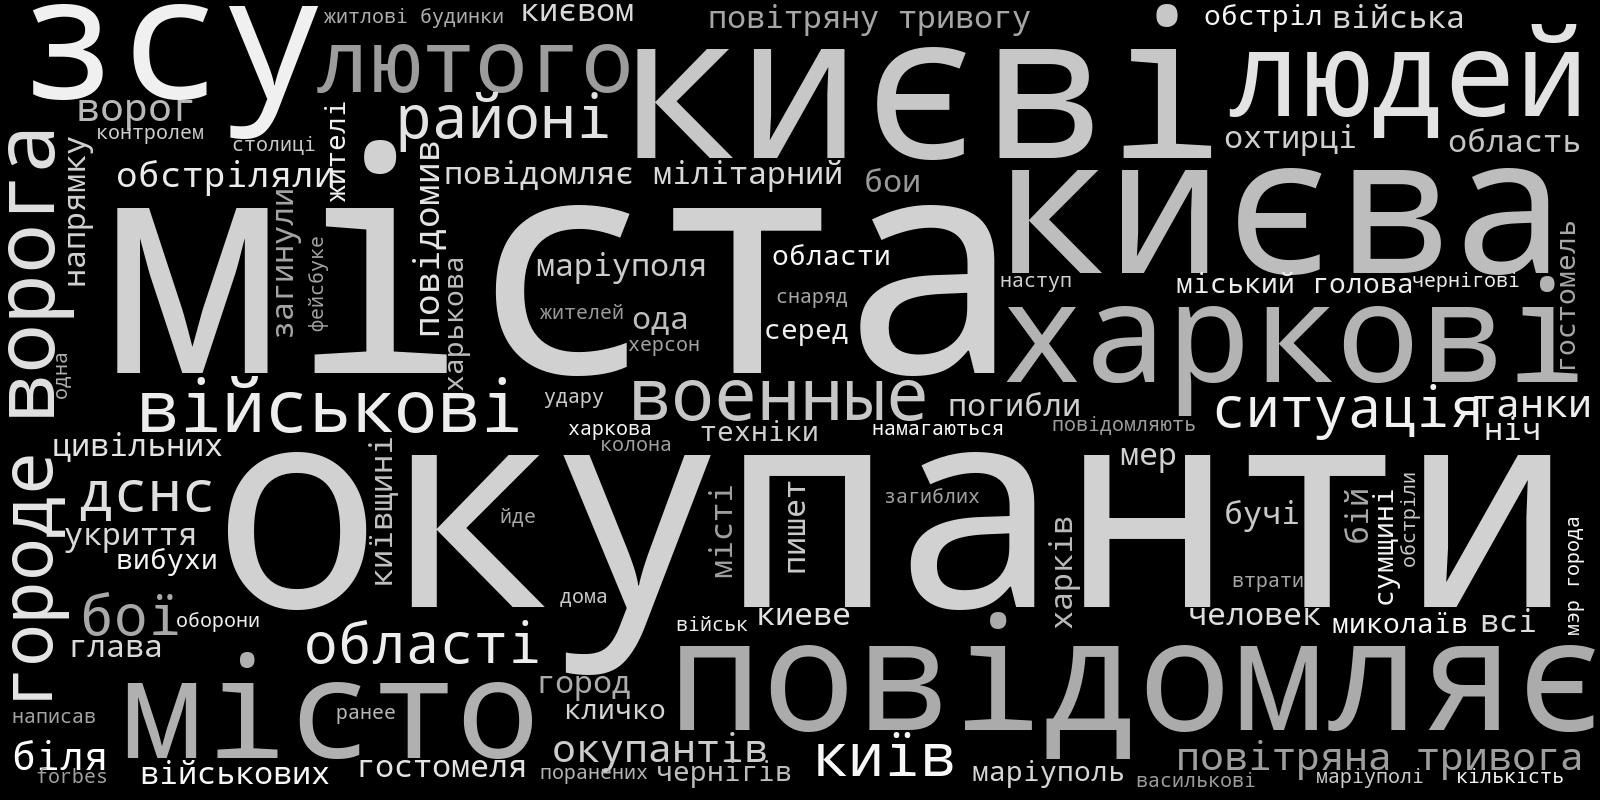 зсу
житлові будинки
києвом
повітряну тривогу
обстріл
війська
лютого
києві
людей
ворог
контролем
районі
столиці
жителі
охтирці
область
обстріляли
повідомив
повідомляє
мілітарний
бои
києва
городе ворога
напрямку
міста
загинули
фейсбуке
харькова
маріуполя
области
жителей
ода
снаряд
серед
херсон
наступ
міський голова
чернігові
гостомель
харкові
одна
військові
удару
военные
погибли
ситуація
танки
харкова
колона
техніки
намагаються
повідомляють
ніч
цивільних
мер
дснс
окупанти
київщині
йде
місті
пишет
загиблих
харків
бучі
бій
сумщині
обстріли
укриття
вибухи
втрати
мэр города
дома
бої
оборони
військ
киеве
человек
миколаїв
всі
глава
області
повідомляє
місто
город
написав
ранее
кличко
біля
forbes
військових
гостомеля
окупантів
поранених
чернігів
київ
маріуполь
повітряна тривога
василькові
маріуполі
кількість